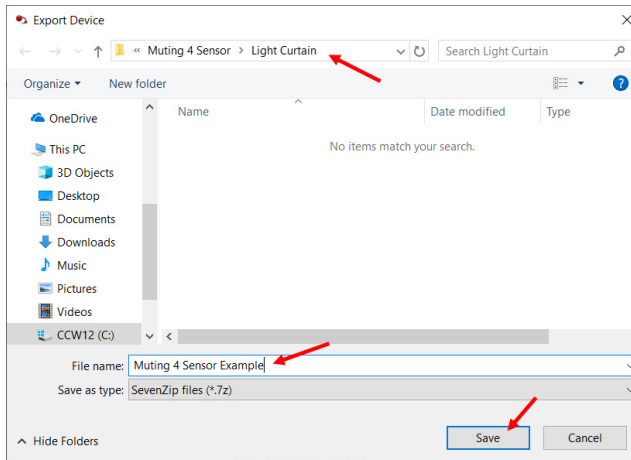 Export Device
« Muting 4 Sensor > Light Curtain Search Light Curtain
Organize New folder ?
Name Date modified Type
No items match your search.
OneDrive
This PC
3D Objects
Desktop
Documents
Downloads
Music
Pictures
Videos
CCW12 (C:)
File name: Muting 4 Sensor Example
Save as type: SevenZip files (*.7z)
Hide Folders Save Cancel